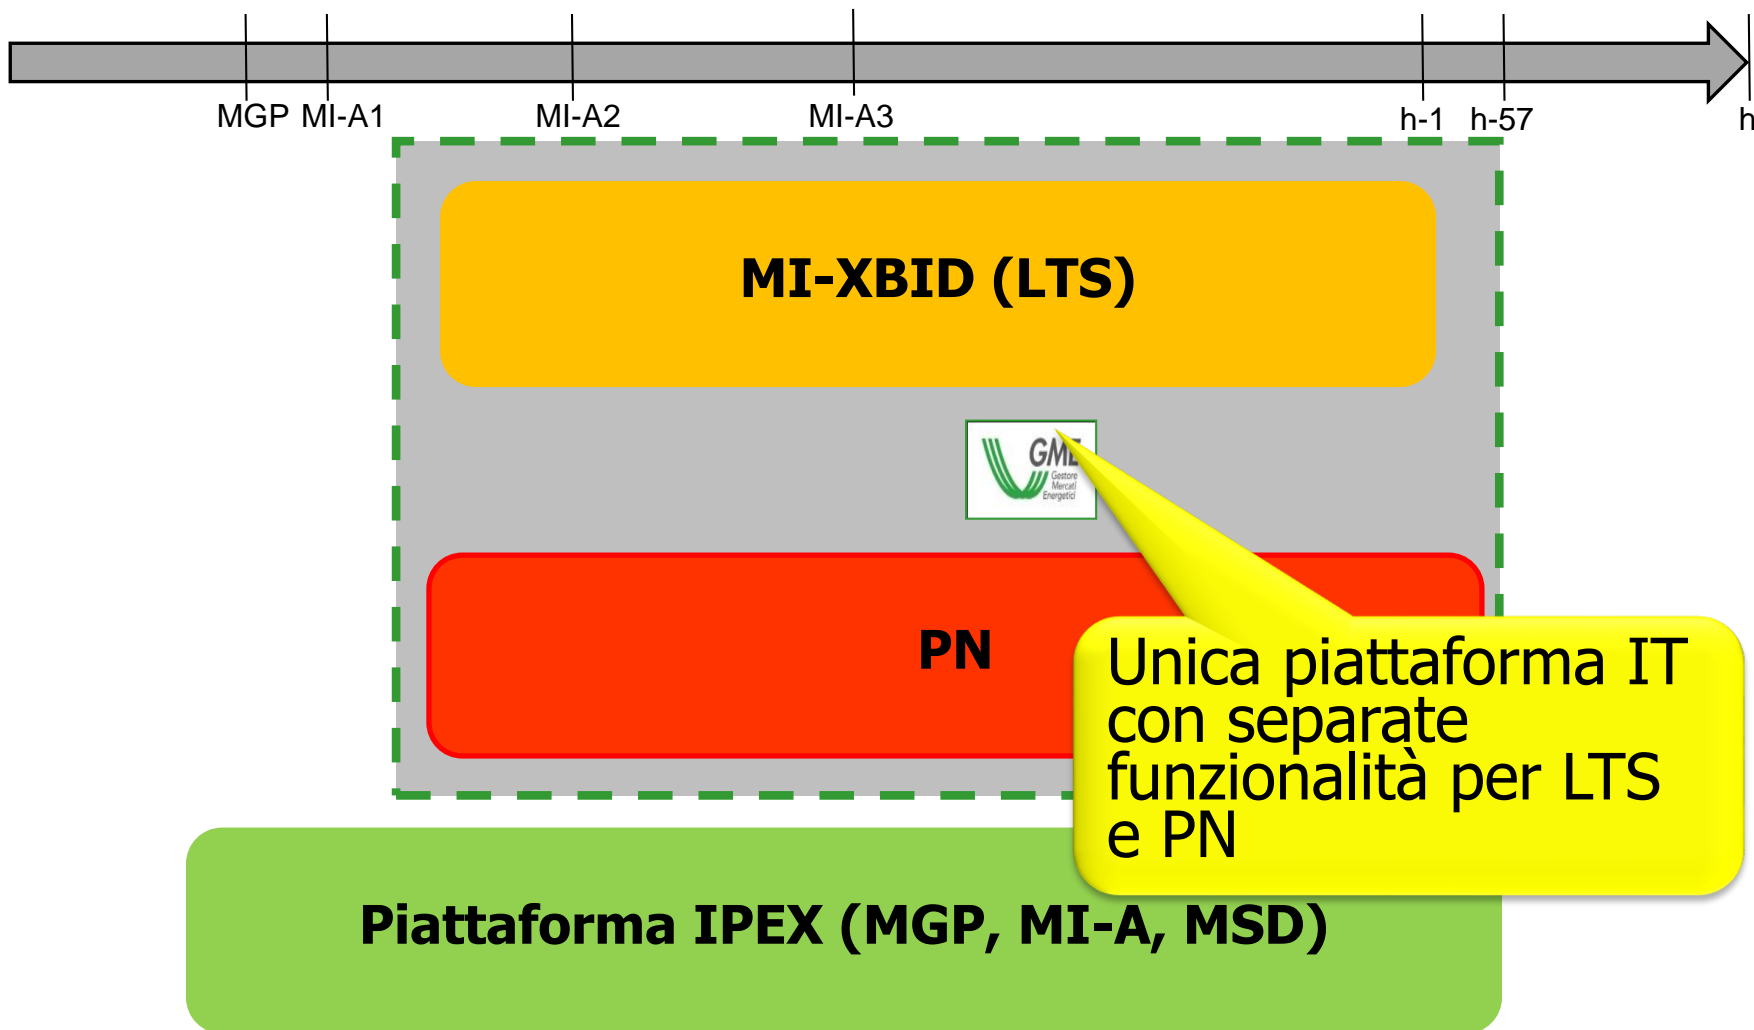 MGP MI-A1 MI-A2 MI-A3 h-1 h-57 h
MI-XBID (LTS)
GME
Gestore
Mercati
Energetici
PN
Unica piattaforma IT
con separate
funzionalità per LTS
e PN
Piattaforma IPEX (MGP, MI-A, MSD)